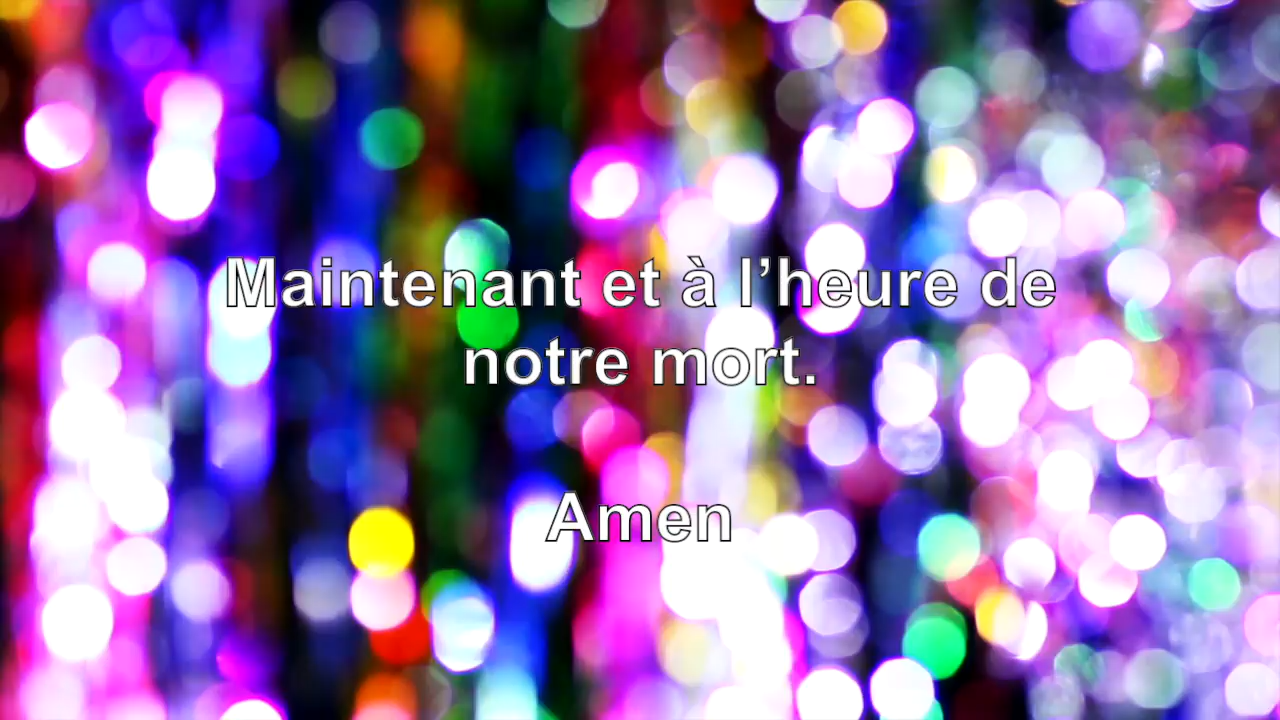 Maintenant et à l’heure de
notre mort.
Amen